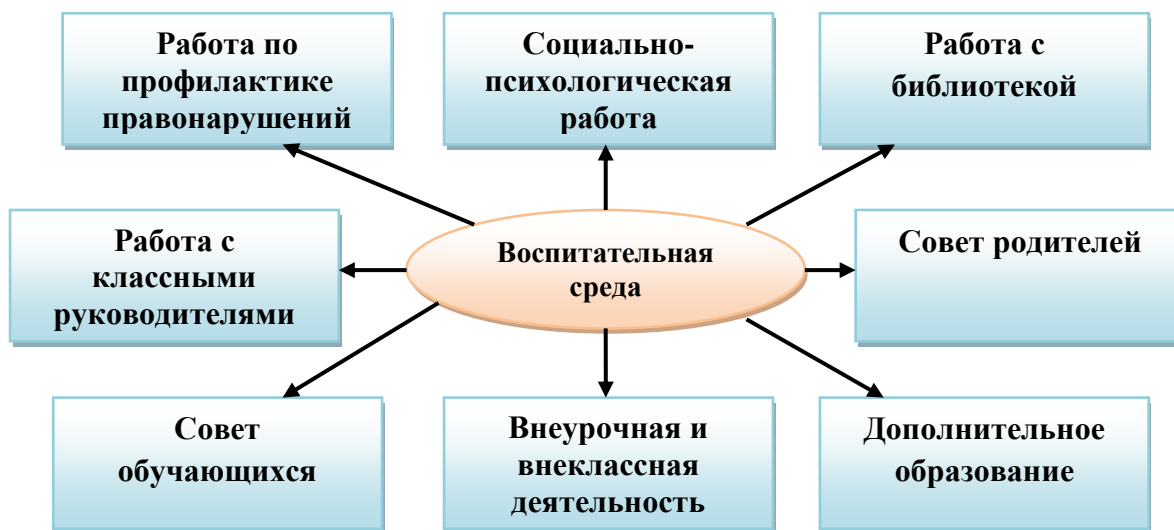 Работа по
профилактике
правонарушений
Социально-
психологическая
работа
Работа с
библиотекой
Работа с
классными
руководителями
Воспитательная
среда
Совет родителей
Совет
обучающихся
Внеурочная и
внеклассная
деятельность
Дополнительное
образование